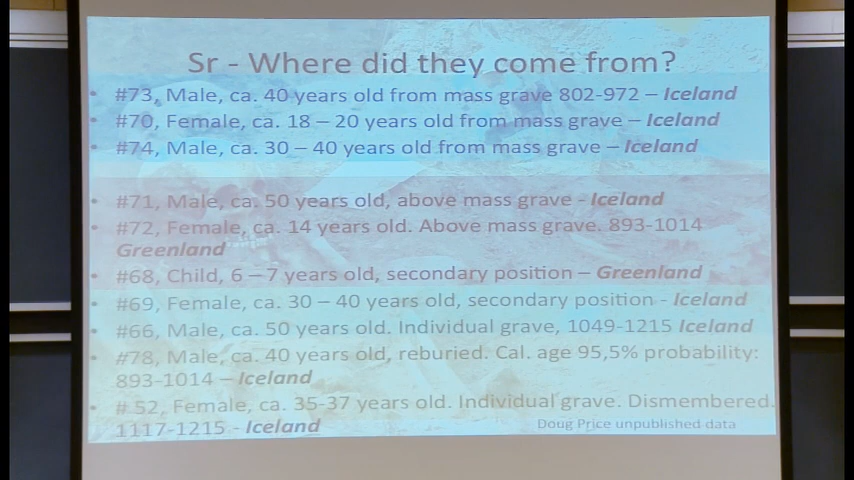 Sr - Where did they come from?
• #73, Male, ca. 40 years old from mass grave 802-972 – Iceland
• #70, Female, ca. 18 – 20 years old from mass grave – Iceland
• #74, Male, ca. 30 – 40 years old from mass grave – Iceland
• #71, Male, ca. 50 years old, above mass grave - Iceland
• #72, Female, ca. 14 years old. Above mass grave. 893-1014
Greenland
• #68, Child, 6 – 7 years old, secondary position – Greenland
• #69, Female, ca. 30 – 40 years old, secondary position - Iceland
• #66, Male, ca. 50 years old. Individual grave, 1049-1215 Iceland
• #78, Male, ca. 40 years old, reburied. Cal. age 95,5% probability:
893-1014 – Iceland
• # 52, Female, ca. 35-37 years old. Individual grave. Dismembered.
1117-1215 - Iceland
Doug Price unpublished data